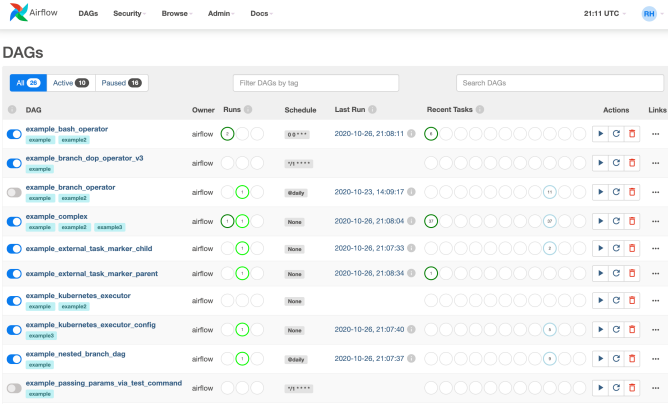 Airflow DAGs Security Browse Admin Docs 21:11 UTC RH
DAGs
All 26 Active 10 Paused 16 Filter DAGs by tag Search DAGs
DAG Owner Runs Schedule Last Run Recent Tasks Actions Links
example_bash_operator
example example2
airflow 2 0 0 * * * 2020-10-26, 21:08:11 6
example_branch_dop_operator_v3
example
airflow */1 * * * *
example_branch_operator
example example2
airflow 1 @daily 2020-10-23, 14:09:17 11
example_complex
example example2 example3
airflow 1 1 None 2020-10-26, 21:08:04 37 37
example_external_task_marker_child airflow 1 None 2020-10-26, 21:07:33 2
example_external_task_marker_parent airflow 1 None 2020-10-26, 21:08:34 1
example_kubernetes_executor
example example2
airflow None
example_kubernetes_executor_config
example3
airflow 1 None 2020-10-26, 21:07:40 5
example_nested_branch_dag
example
airflow 1 @daily 2020-10-26, 21:07:37 9
example_passing_params_via_test_command
example
airflow */1 * * * *